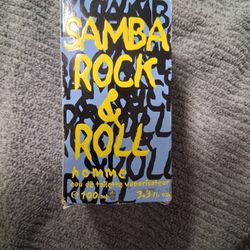 SAMBA
ROCK
&
ROLL
homme
eau de toilette vaporisateur
100 ml 3.3 fl. oz.